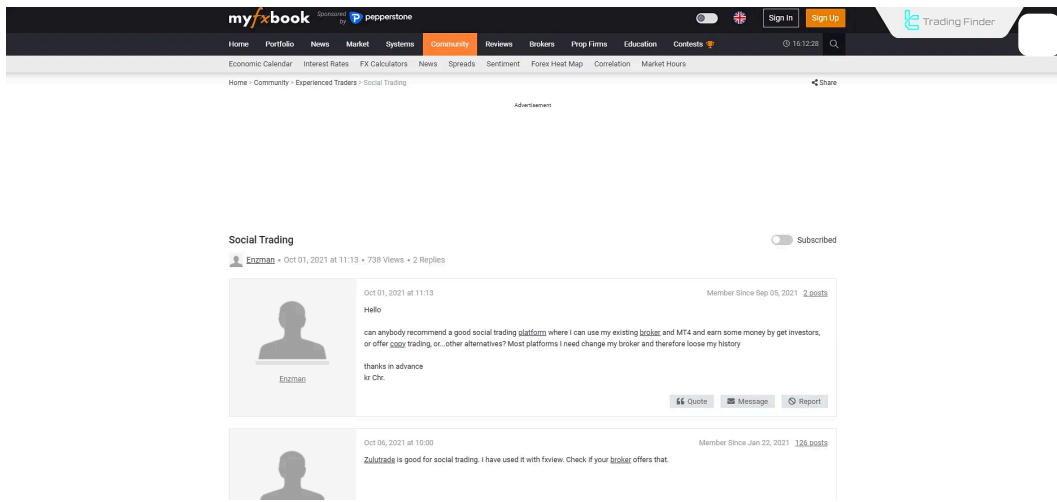 myfxbook Sponsored by pepperstone
Sign In Sign Up
Trading Finder
Home Portfolio News Market Systems Community Reviews Brokers Prop Firms Education Contests 16:12:28
Economic Calendar Interest Rates FX Calculators News Spreads Sentiment Forex Heat Map Correlation Market Hours
Home > Community > Experienced Traders > Social Trading Share
Advertisement
Social Trading Subscribed
Enzman • Oct 01, 2021 at 11:13 • 738 Views • 2 Replies
Oct 01, 2021 at 11:13 Member Since Sep 05, 2021 2 posts
Hello
can anybody recommend a good social trading platform where I can use my existing broker and MT4 and earn some money by get investors,
or offer copy trading, or...other alternatives? Most platforms I need change my broker and therefore loose my history
thanks in advance
kr Chr.
Enzman
Quote Message Report
Oct 06, 2021 at 10:00 Member Since Jan 22, 2021 126 posts
Zulutrade is good for social trading. I have used it with fxview. Check if your broker offers that.